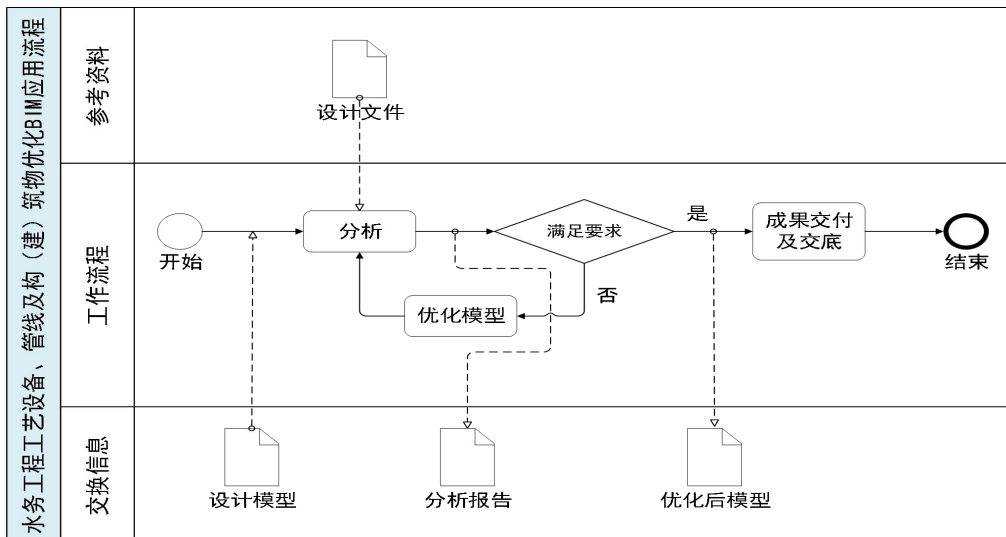 水务工程工艺设备、管线及构（建）筑物优化BIM应用流程
参考资料
设计文件
工作流程
开始
分析
满足要求
是
成果交付
及交底
结束
优化模型
否
交换信息
设计模型
分析报告
优化后模型